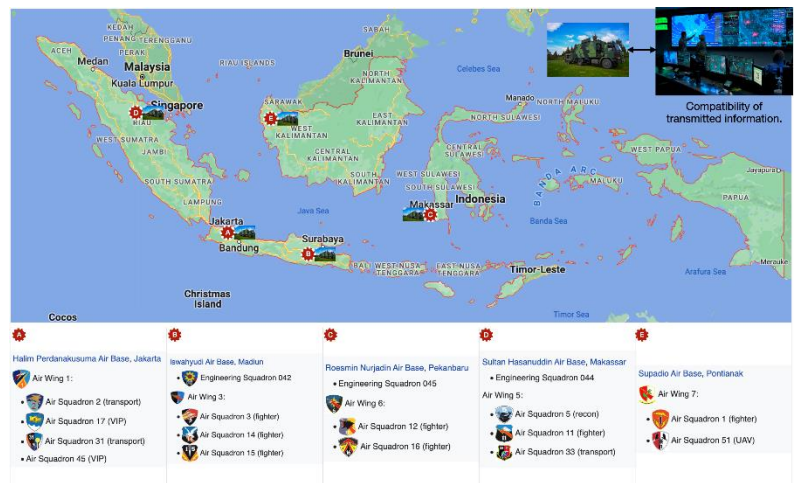 KEDAH
PENANG
TERENGGANU
PERAK
ACEH
Medan
Malaysia
Kuala Lumpur
RIAU ISLANDS
SABAH
Brunei
NORTH
KALIMANTAN
Celebes Sea
Compatibility of
transmitted information.
D
Singapore
RIAU
SARAWAK
E
WEST
KALIMANTAN
EAST
KALIMANTAN
Manado
NORTH MALUKU
NORTH SULAWESI
WEST SUMATRA
JAMBI
CENTRAL
KALIMANTAN
CENTRAL
SULAWESI
WEST PAPUA
Jayapura
SOUTH SUMATRA
SOUTH
KALIMANTAN
WEST SULAWESI
SOUTH SULAWESI
BANDA ARC
MALUKU
PAPUA
LAMPUNG
Makassar
Indonesia
C
Java Sea
Banda Sea
Jakarta
A
Bandung
Surabaya
B
BALI
WEST NUSA
TENGGARA
EAST NUSA
TENGGARA
Timor-Leste
Merauke
Arafura Sea
Christmas
Island
Cocos
Timor Sea
A
Halim Perdanakusuma Air Base, Jakarta
Air Wing 1:
• Air Squadron 2 (transport)
• Air Squadron 17 (VIP)
• Air Squadron 31 (transport)
• Air Squadron 45 (VIP)
B
Iswahyudi Air Base, Madiun
• Engineering Squadron 042
Air Wing 3:
• Air Squadron 3 (fighter)
• Air Squadron 14 (fighter)
• Air Squadron 15 (fighter)
C
Roesmin Nurjadin Air Base, Pekanbaru
• Engineering Squadron 045
Air Wing 6:
• Air Squadron 12 (fighter)
• Air Squadron 16 (fighter)
D
Sultan Hasanuddin Air Base, Makassar
• Engineering Squadron 044
Air Wing 5:
• Air Squadron 5 (recon)
• Air Squadron 11 (fighter)
• Air Squadron 33 (transport)
E
Supadio Air Base, Pontianak
Air Wing 7:
• Air Squadron 1 (fighter)
• Air Squadron 51 (UAV)